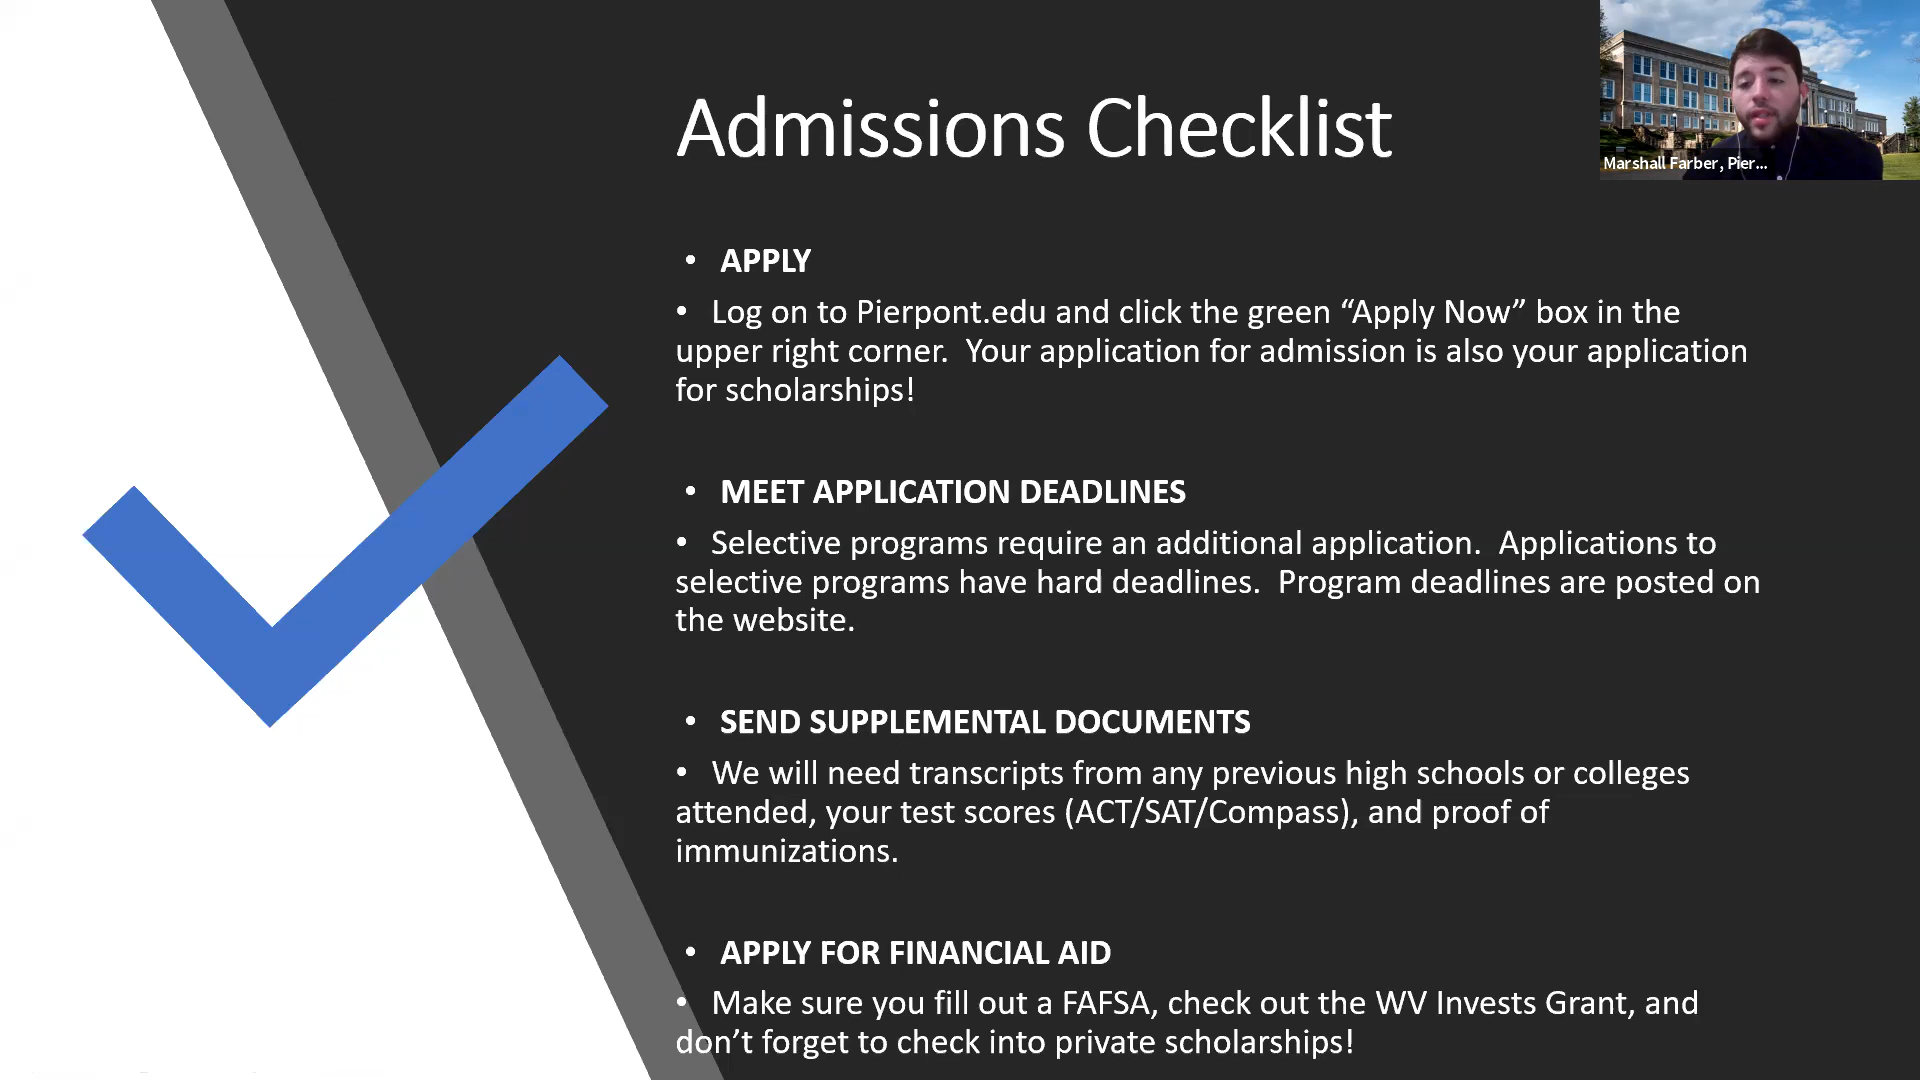 Admissions Checklist
Marshall Farber, Pier...
• APPLY
• Log on to Pierpont.edu and click the green “Apply Now” box in the
upper right corner.  Your application for admission is also your application
for scholarships!
• MEET APPLICATION DEADLINES
• Selective programs require an additional application.  Applications to
selective programs have hard deadlines.  Program deadlines are posted on
the website.
• SEND SUPPLEMENTAL DOCUMENTS
• We will need transcripts from any previous high schools or colleges
attended, your test scores (ACT/SAT/Compass), and proof of
immunizations.
• APPLY FOR FINANCIAL AID
• Make sure you fill out a FAFSA, check out the WV Invests Grant, and
don’t forget to check into private scholarships!